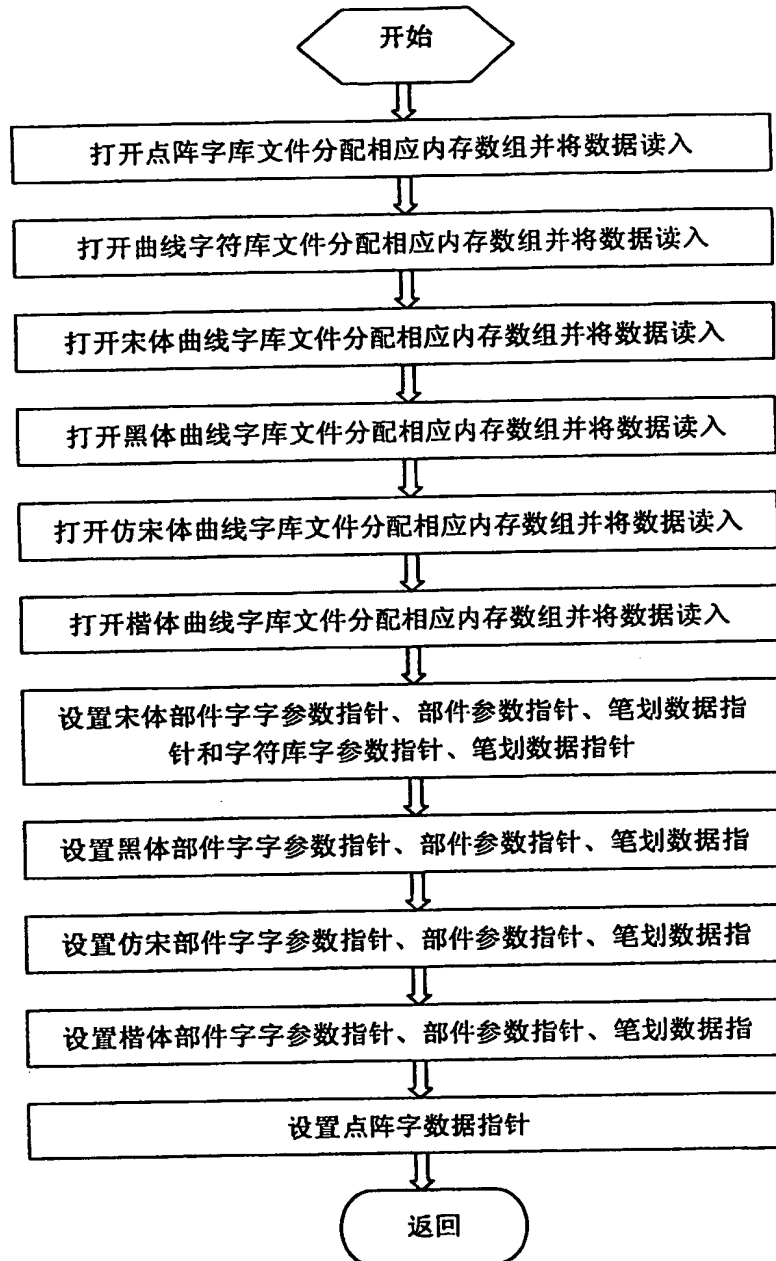 开始
打开点阵字库文件分配相应内存数组并将数据读入
打开曲线字符库文件分配相应内存数组并将数据读入
打开宋体曲线字库文件分配相应内存数组并将数据读入
打开黑体曲线字库文件分配相应内存数组并将数据读入
打开仿宋体曲线字库文件分配相应内存数组并将数据读入
打开楷体曲线字库文件分配相应内存数组并将数据读入
设置宋体部件字字参数指针、部件参数指针、笔划数据指
针和字符库字参数指针、笔划数据指针
设置黑体部件字字参数指针、部件参数指针、笔划数据指
设置仿宋部件字字参数指针、部件参数指针、笔划数据指
设置楷体部件字字参数指针、部件参数指针、笔划数据指
设置点阵字数据指针
返回